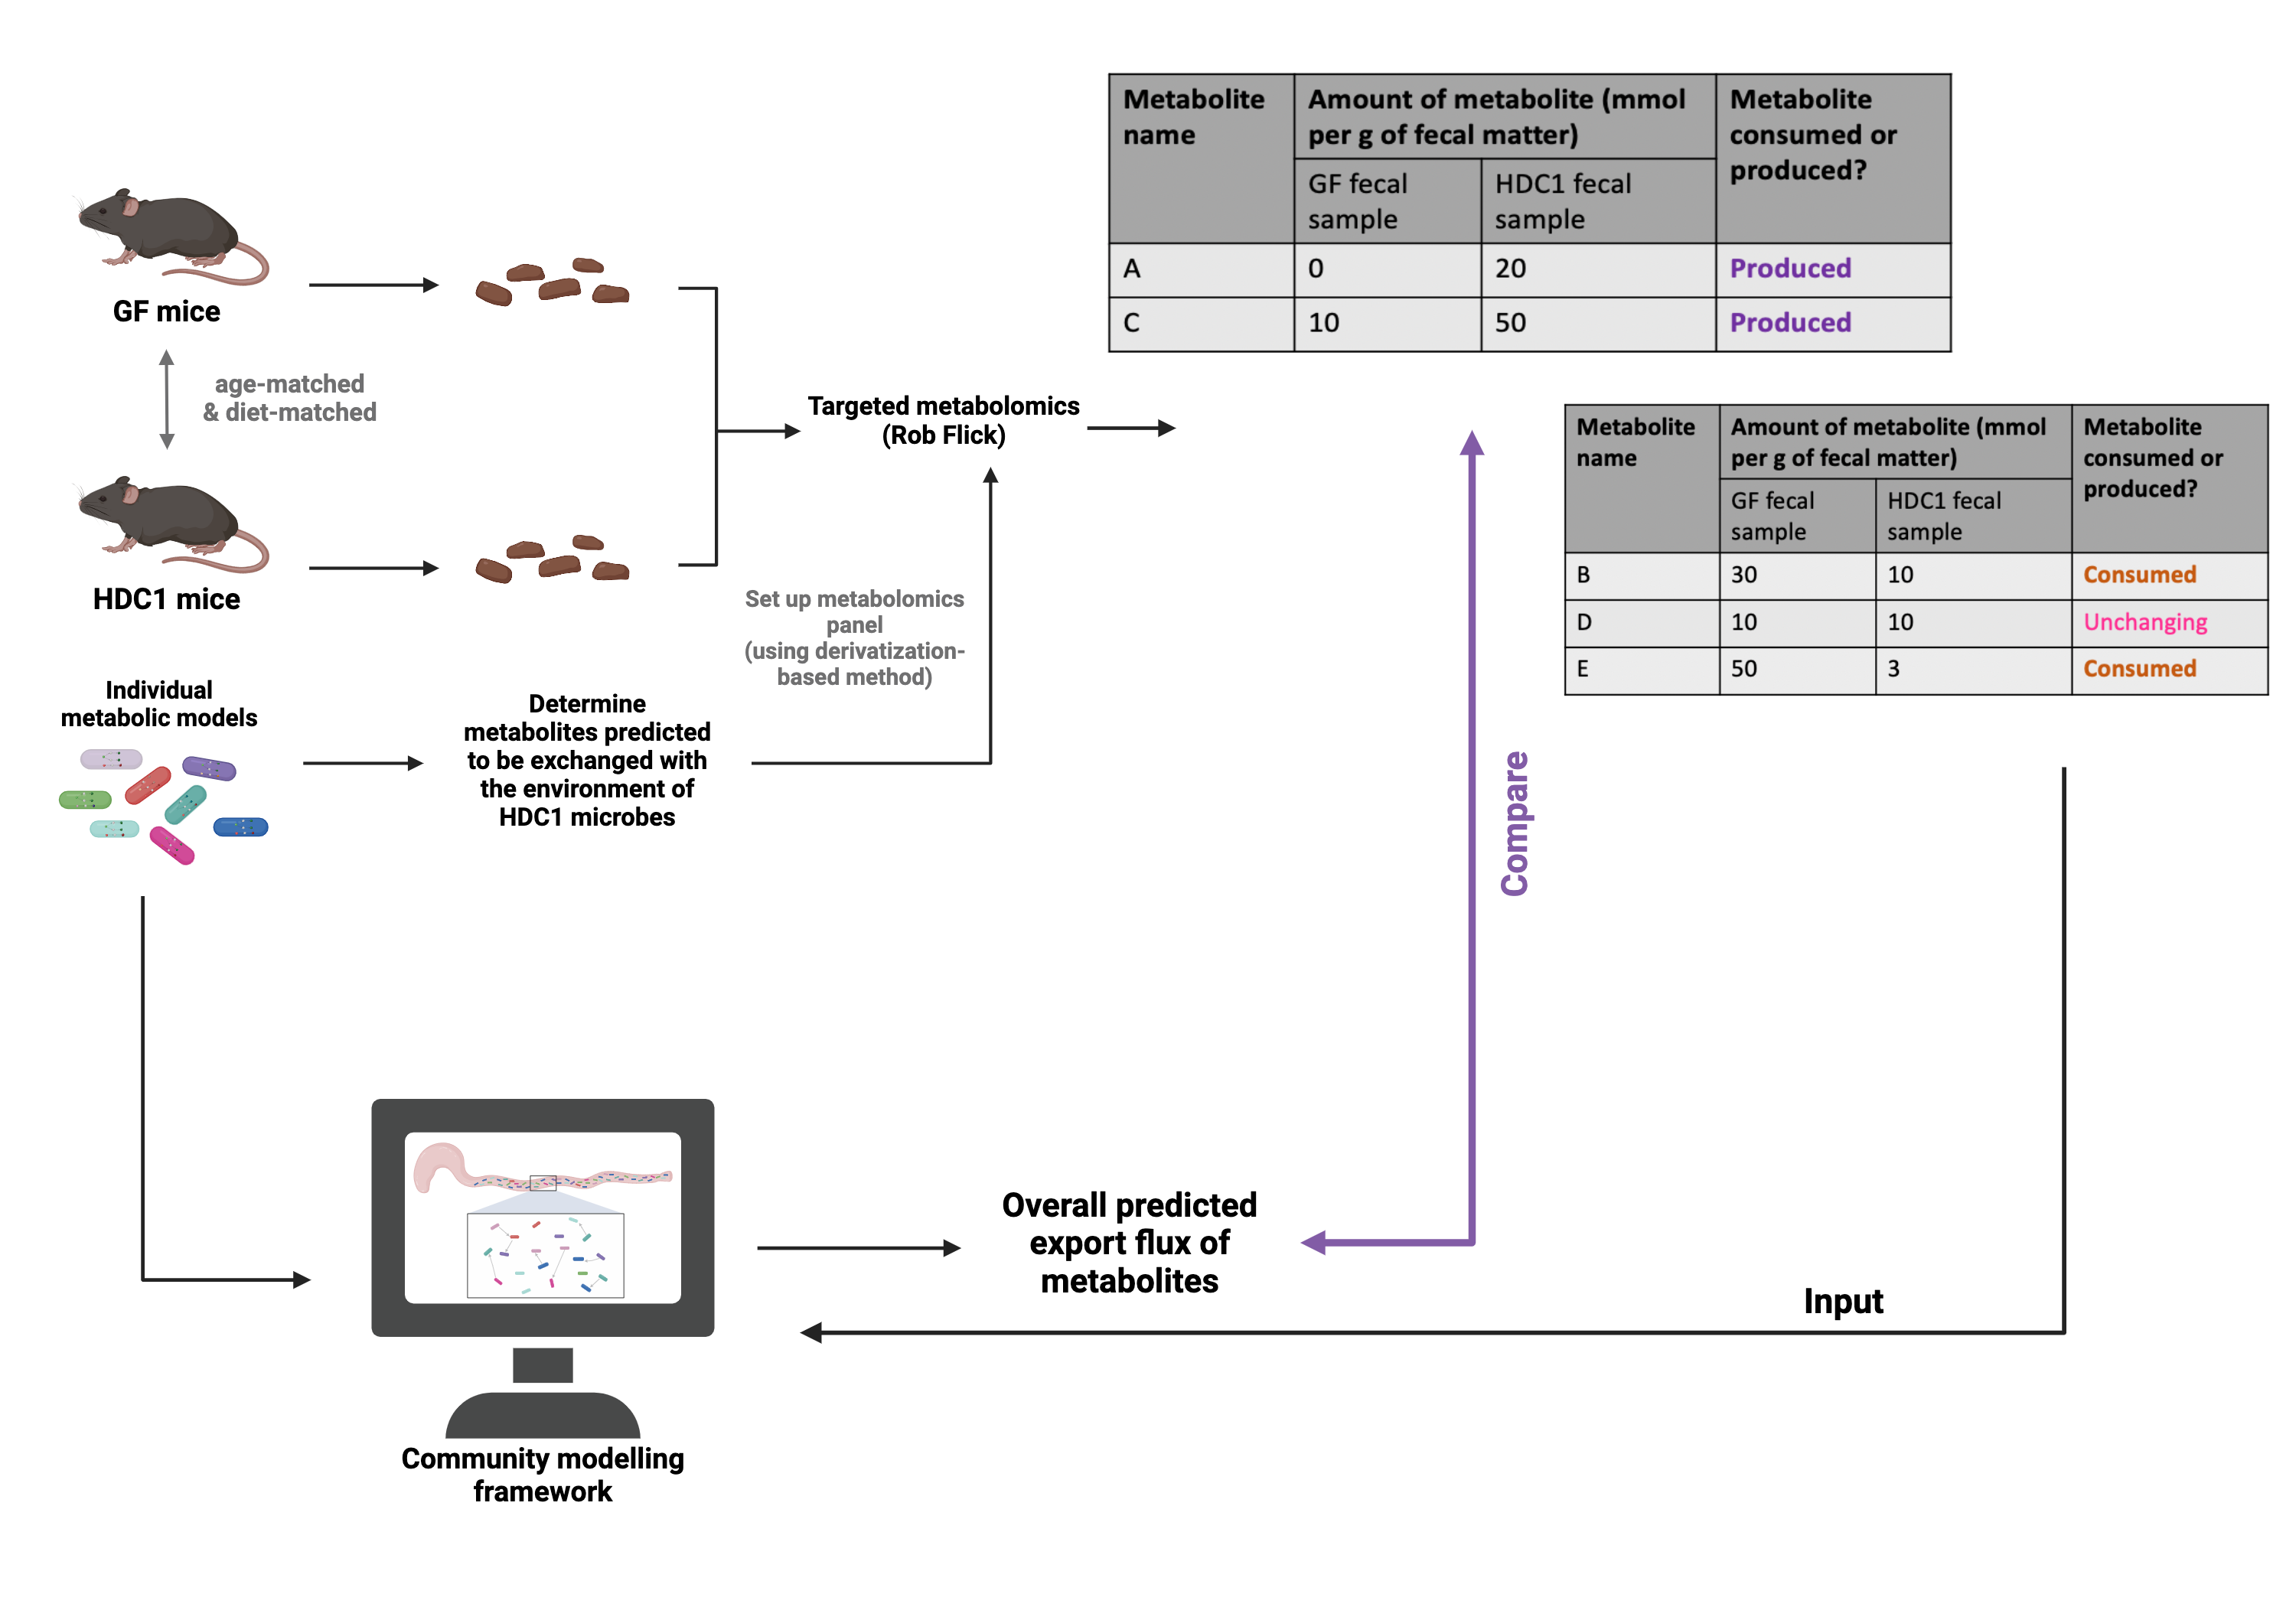 Metabolite name
Amount of metabolite (mmol per g of fecal matter)
Metabolite consumed or produced?
GF fecal sample
HDC1 fecal sample
A 0 20 Produced
C 10 50 Produced
GF mice
age-matched
& diet-matched
HDC1 mice
Targeted metabolomics
(Rob Flick)
Metabolite name
Amount of metabolite (mmol per g of fecal matter)
Metabolite consumed or produced?
GF fecal sample
HDC1 fecal sample
B 30 10 Consumed
D 10 10 Unchanging
E 50 3 Consumed
Set up metabolomics
panel
(using derivatization-
based method)
Individual
metabolic models
Determine
metabolites predicted
to be exchanged with
the environment of
HDC1 microbes
Compare
Overall predicted
export flux of
metabolites
Input
Community modelling
framework